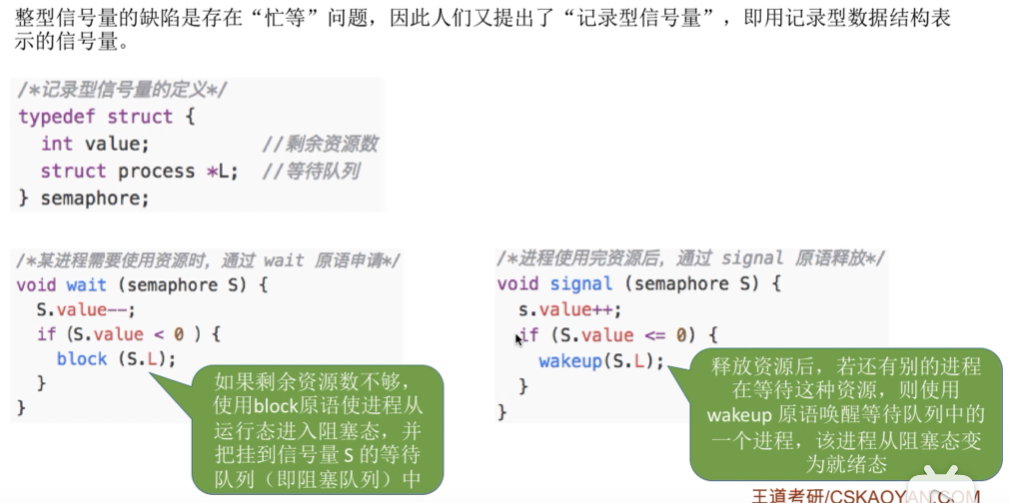 整型信号量的缺陷是存在“忙等”问题，因此人们又提出了“记录型信号量”，即用记录型数据结构表
示的信号量。
/*记录型信号量的定义*/
typedef struct {
int value; //剩余资源数
struct process *L; //等待队列
} semaphore;
/*某进程需要使用资源时，通过 wait 原语申请*/
void wait (semaphore S) {
S.value--;
if (S.value < 0 ) {
block (S.L);
}
}
如果剩余资源数不够，
使用block原语使进程从
运行态进入阻塞态，并
把挂到信号量 S 的等待
队列（即阻塞队列）中
/*进程使用完资源后，通过 signal 原语释放*/
void signal (semaphore S) {
s.value++;
if (S.value <= 0) {
wakeup(S.L);
}
}
释放资源后，若还有别的进程
在等待这种资源，则使用
wakeup 原语唤醒等待队列中的
一个进程，该进程从阻塞态变
为就绪态
王道考研/CSKAOYAN.COM